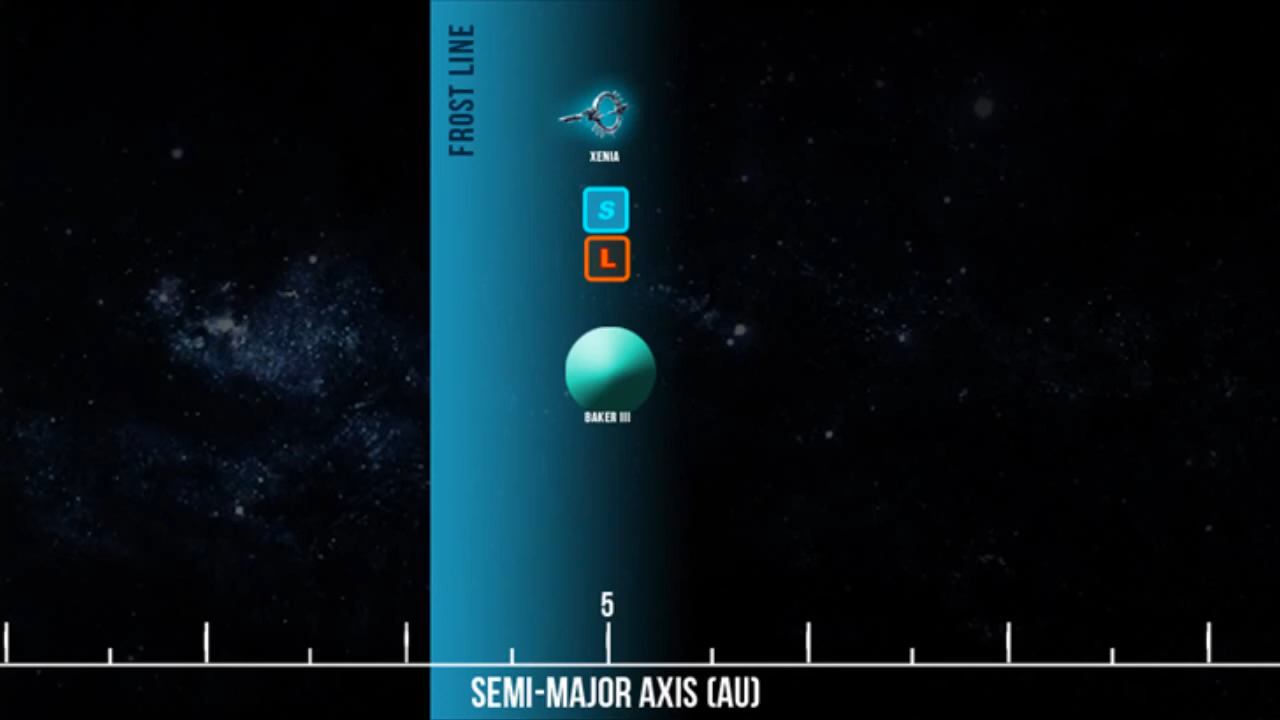 FROST LINE
XENIA
S
L
BAKER III
5
SEMI-MAJOR AXIS (AU)